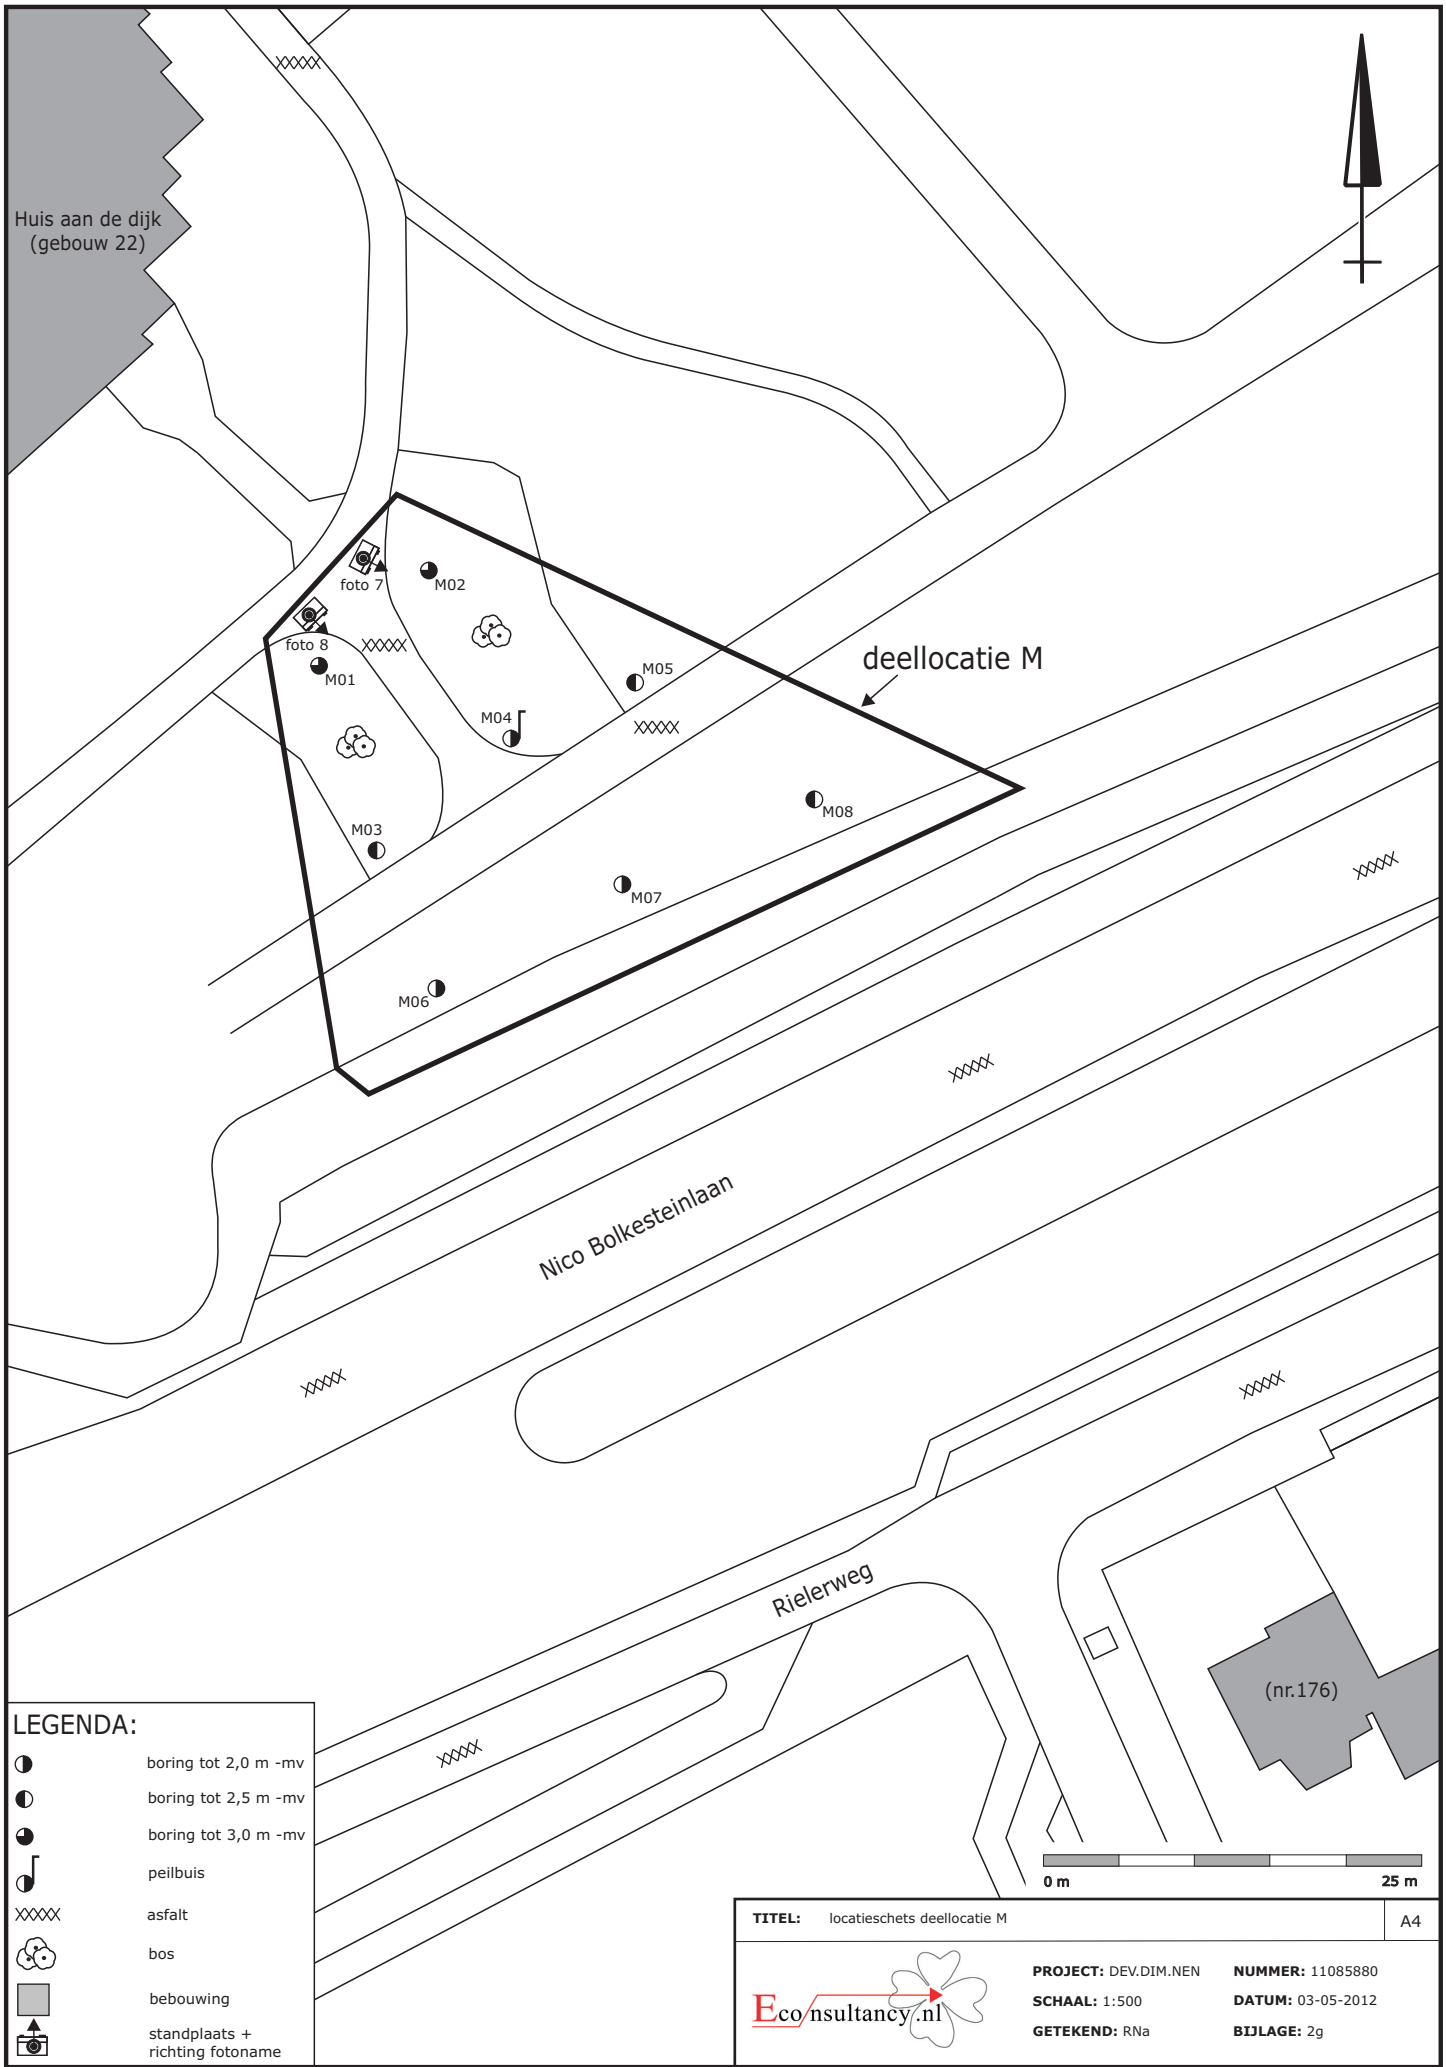 Huis aan de dijk
(gebouw 22)
foto 7
M02
foto 8
M01
M05
deellocatie M
M04
M03
M08
M07
M06
Nico Bolkesteinlaan
Rielerweg
(nr.176)
LEGENDA:
boring tot 2,0 m -mv
boring tot 2,5 m -mv
boring tot 3,0 m -mv
peilbuis
asfalt
bos
bebouwing
standplaats +
richting fotoname
0 m 25 m
TITEL: locatieschets deellocatie M A4
Econsultancy.nl
PROJECT: DEV.DIM.NEN NUMMER: 11085880
SCHAAL: 1:500 DATUM: 03-05-2012
GETEKEND: RNa BIJLAGE: 2g